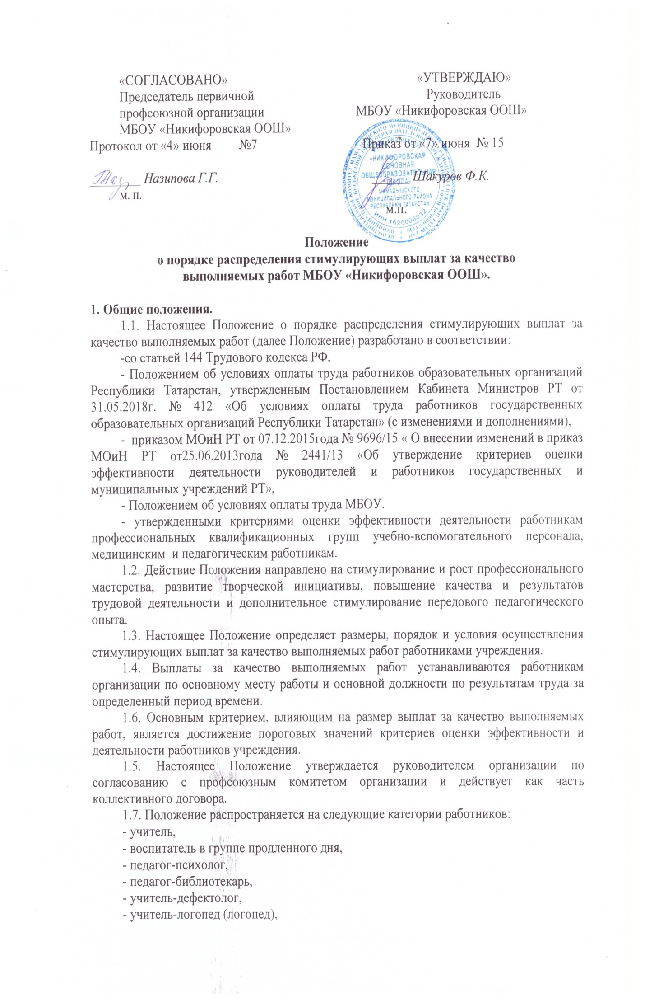 «СОГЛАСОВАНО»
Председатель первичной
профсоюзной организации
МБОУ «Никифоровская ООШ»
Протокол от «4» июня №7
Назипова Г.Г.
м. п.
«УТВЕРЖДАЮ»
Руководитель
МБОУ «Никифоровская ООШ»
Приказ от «7» июня № 15
Шакуров Ф.К.
м.п.
«НИКИФОРОВСКАЯ
ОСНОВНАЯ
ОБЩЕОБРАЗОВАТЕЛЬНАЯ
ШКОЛА»
МАМАДЫШСКОГО
МУНИЦИПАЛЬНОГО РАЙОНА
РЕСПУБЛИКИ ТАТАРСТАН
ИНН 1626006032
Положение
о порядке распределения стимулирующих выплат за качество
выполняемых работ МБОУ «Никифоровская ООШ».
1. Общие положения.
1.1. Настоящее Положение о порядке распределения стимулирующих выплат за
качество выполняемых работ (далее Положение) разработано в соответствии:
-со статьей 144 Трудового кодекса РФ,
- Положением об условиях оплаты труда работников образовательных организаций
Республики Татарстан, утвержденным Постановлением Кабинета Министров РТ от
31.05.2018г. № 412 «Об условиях оплаты труда работников государственных
образовательных организаций Республики Татарстан» (с изменениями и дополнениями),
- приказом МОиН РТ от 07.12.2015года № 9696/15 « О внесении изменений в приказ
МОиН РТ от25.06.2013года № 2441/13 «Об утверждение критериев оценки
эффективности деятельности руководителей и работников государственных и
муниципальных учреждений РТ»,
- Положением об условиях оплаты труда МБОУ.
- утвержденными критериями оценки эффективности деятельности работникам
профессиональных квалификационных групп учебно-вспомогательного персонала,
медицинским и педагогическим работникам.
1.2. Действие Положения направлено на стимулирование и рост профессионального
мастерства, развитие творческой инициативы, повышение качества и результатов
трудовой деятельности и дополнительное стимулирование передового педагогического
опыта.
1.3. Настоящее Положение определяет размеры, порядок и условия осуществления
стимулирующих выплат за качество выполняемых работ работниками учреждения.
1.4. Выплаты за качество выполняемых работ устанавливаются работникам
организации по основному месту работы и основной должности по результатам труда за
определенный период времени.
1.6. Основным критерием, влияющим на размер выплат за качество выполняемых
работ, является достижение пороговых значений критериев оценки эффективности и
деятельности работников учреждения.
1.5. Настоящее Положение утверждается руководителем организации по
согласованию с профсоюзным комитетом организации и действует как часть
коллективного договора.
1.7. Положение распространяется на следующие категории работников:
- учитель,
- воспитатель в группе продленного дня,
- педагог-психолог,
- педагог-библиотекарь,
- учитель-дефектолог,
- учитель-логопед (логопед),